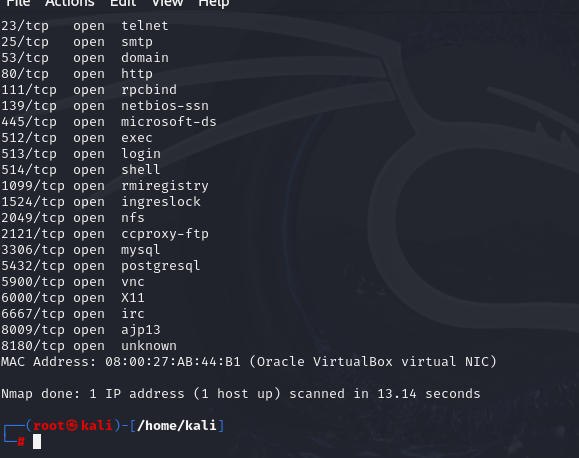 File Actions Edit View Help
23/tcp   open  telnet
25/tcp   open  smtp
53/tcp   open  domain
80/tcp   open  http
111/tcp  open  rpcbind
139/tcp  open  netbios-ssn
445/tcp  open  microsoft-ds
512/tcp  open  exec
513/tcp  open  login
514/tcp  open  shell
1099/tcp open  rmiregistry
1524/tcp open  ingreslock
2049/tcp open  nfs
2121/tcp open  ccproxy-ftp
3306/tcp open  mysql
5432/tcp open  postgresql
5900/tcp open  vnc
6000/tcp open  X11
6667/tcp open  irc
8009/tcp open  ajp13
8180/tcp open  unknown
MAC Address: 08:00:27:AB:44:B1 (Oracle VirtualBox virtual NIC)
Nmap done: 1 IP address (1 host up) scanned in 13.14 seconds
┌──(root㉿kali)-[/home/kali]
└─#